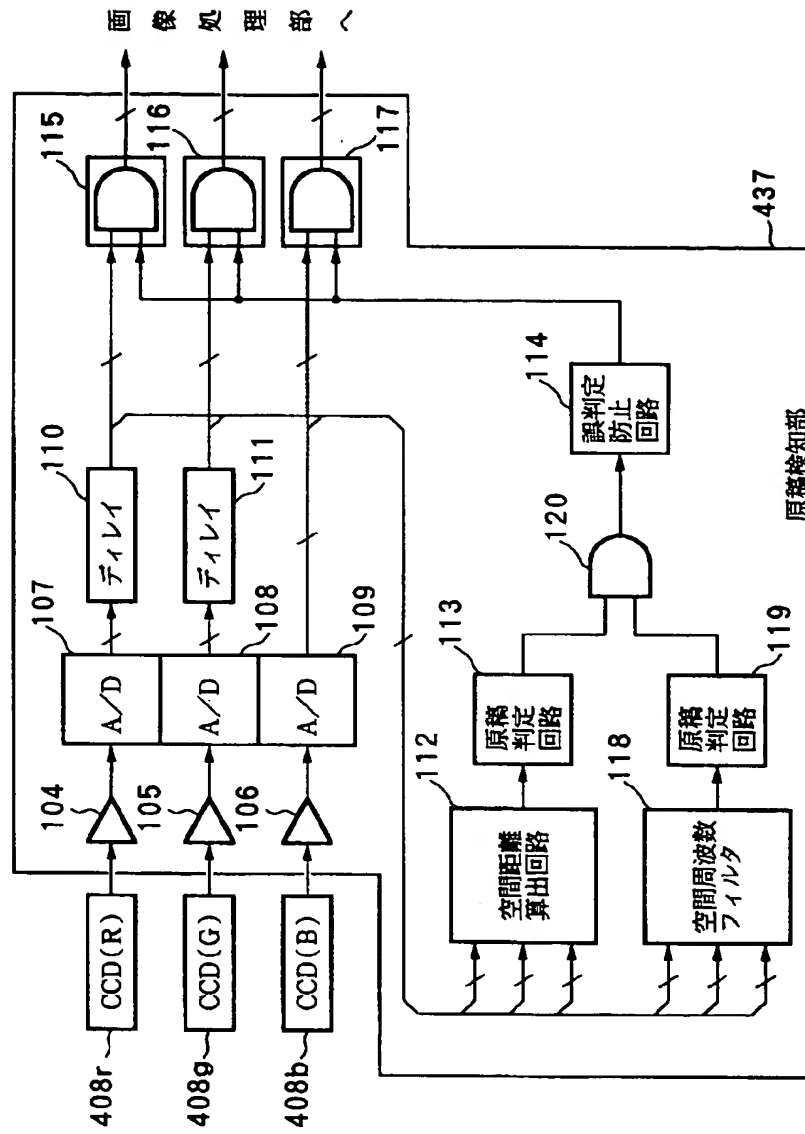 408r
CCD(R)
104
107
A/D
110
ディレイ
115
408g
CCD(G)
105
108
A/D
111
ディレイ
116
408b
CCD(B)
106
109
A/D
117
画像処理部へ
112
空間距離
算出回路
113
原稿
判定
回路
118
空間周波数
フィルタ
119
原稿
判定
回路
120
114
誤判定
防止
回路
437
原稿検知部